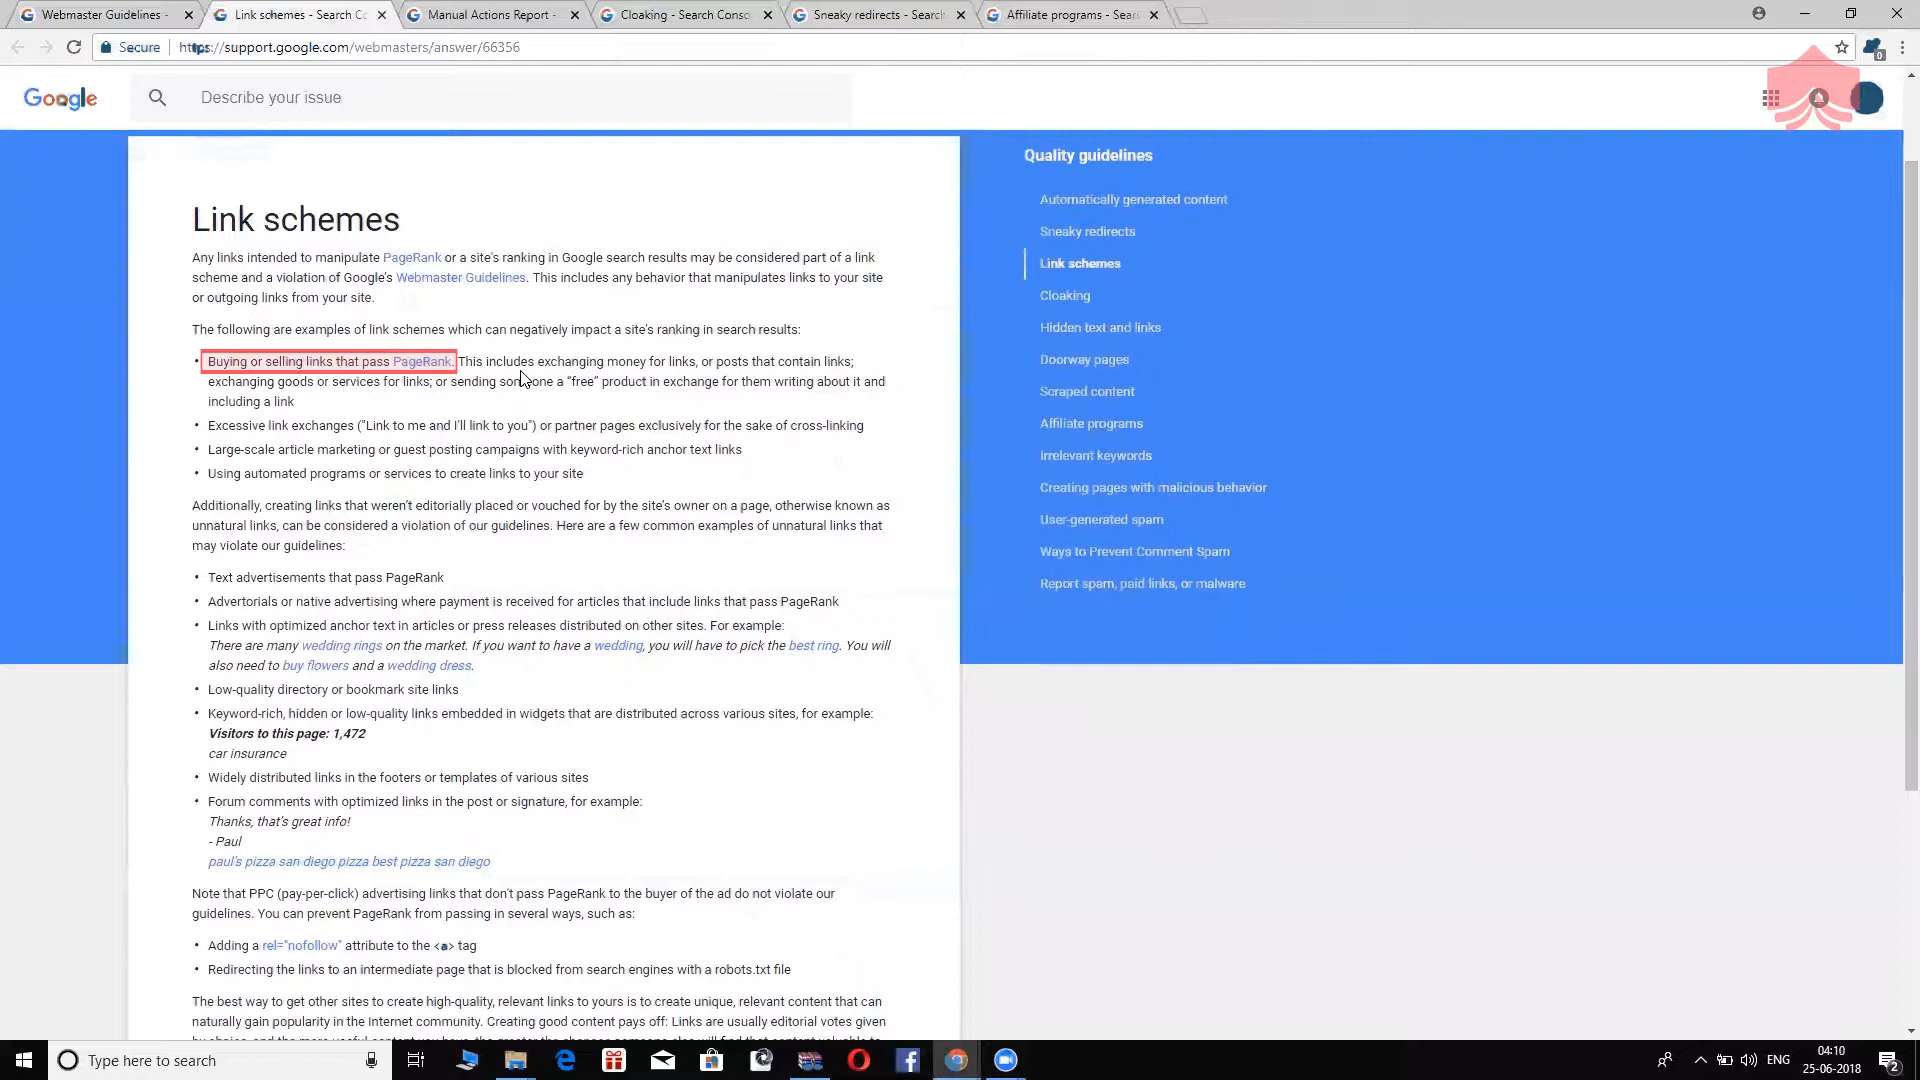 Webmaster Guidelines -
Link schemes - Search Co
Manual Actions Report -
Cloaking - Search Conso
Sneaky redirects - Search
Affiliate programs - Sear
Secure
https://support.google.com/webmasters/answer/66356
0
Google
Describe your issue
Link schemes
Any links intended to manipulate PageRank or a site's ranking in Google search results may be considered part of a link
scheme and a violation of Google's Webmaster Guidelines. This includes any behavior that manipulates links to your site
or outgoing links from your site.
The following are examples of link schemes which can negatively impact a site's ranking in search results:
• Buying or selling links that pass PageRank. This includes exchanging money for links, or posts that contain links;
exchanging goods or services for links; or sending someone a “free” product in exchange for them writing about it and
including a link
• Excessive link exchanges ("Link to me and I'll link to you") or partner pages exclusively for the sake of cross-linking
• Large-scale article marketing or guest posting campaigns with keyword-rich anchor text links
• Using automated programs or services to create links to your site
Additionally, creating links that weren’t editorially placed or vouched for by the site’s owner on a page, otherwise known as
unnatural links, can be considered a violation of our guidelines. Here are a few common examples of unnatural links that
may violate our guidelines:
• Text advertisements that pass PageRank
• Advertorials or native advertising where payment is received for articles that include links that pass PageRank
• Links with optimized anchor text in articles or press releases distributed on other sites. For example:
There are many wedding rings on the market. If you want to have a wedding, you will have to pick the best ring. You will
also need to buy flowers and a wedding dress.
• Low-quality directory or bookmark site links
• Keyword-rich, hidden or low-quality links embedded in widgets that are distributed across various sites, for example:
Visitors to this page: 1,472
car insurance
• Widely distributed links in the footers or templates of various sites
• Forum comments with optimized links in the post or signature, for example:
Thanks, that’s great info!
- Paul
paul’s pizza san diego pizza best pizza san diego
Note that PPC (pay-per-click) advertising links that don’t pass PageRank to the buyer of the ad do not violate our
guidelines. You can prevent PageRank from passing in several ways, such as:
• Adding a rel="nofollow" attribute to the <a> tag
• Redirecting the links to an intermediate page that is blocked from search engines with a robots.txt file
The best way to get other sites to create high-quality, relevant links to yours is to create unique, relevant content that can
naturally gain popularity in the Internet community. Creating good content pays off: Links are usually editorial votes given
Quality guidelines
Automatically generated content
Sneaky redirects
Link schemes
Cloaking
Hidden text and links
Doorway pages
Scraped content
Affiliate programs
Irrelevant keywords
Creating pages with malicious behavior
User-generated spam
Ways to Prevent Comment Spam
Report spam, paid links, or malware
Type here to search
ENG
04:10
25-06-2018
2